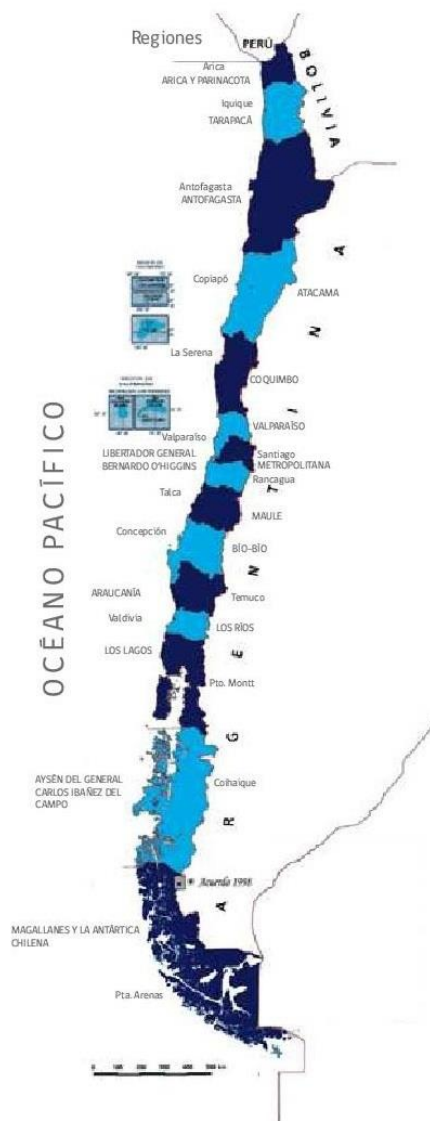 Regiones
PERÚ
BOLIVIA
Arica
ARICA Y PARINACOTA
Iquique
TARAPACÁ
Antofagasta
ANTOFAGASTA
Copiapó
ATACAMA
La Serena
COQUIMBO
VALPARAÍSO
Valparaíso
LIBERTADOR GENERAL
BERNARDO O'HIGGINS
Santiago
METROPOLITANA
Rancagua
Talca
MAULE
Concepción
BÍO-BÍO
ARAUCANÍA
Temuco
Valdivia
LOS RÍOS
LOS LAGOS
Pto. Montt
AYSÉN DEL GENERAL
CARLOS IBAÑEZ DEL
CAMPO
Coihaique
Acuerdo 1998
MAGALLANES Y LA ANTÁRTICA
CHILENA
Pta. Arenas
OCÉANO PACÍFICO
ARGENTINA